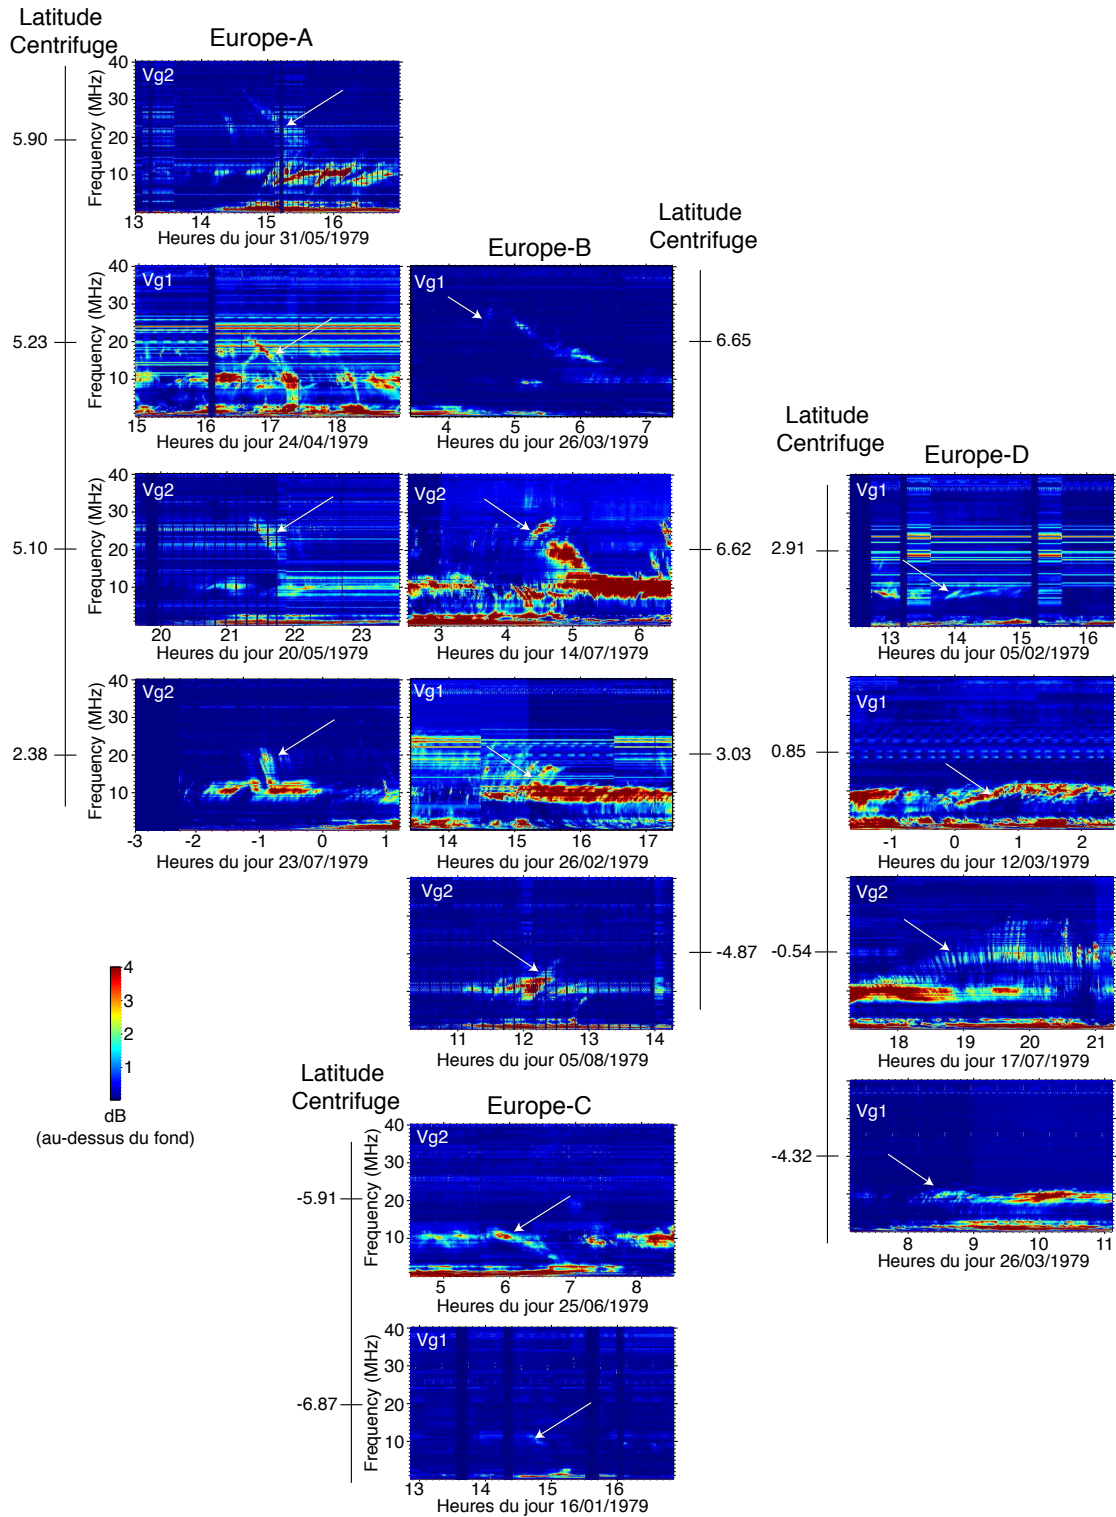 Latitude
Centrifuge
Europe-A
Vg2
Frequency (MHz)
40
30
20
10
5.90
13 14 15 16
Heures du jour 31/05/1979
Latitude
Centrifuge
Europe-B
Vg1
Frequency (MHz)
40
30
20
10
5.23
15 16 17 18
Heures du jour 24/04/1979
Vg1
6.65
4 5 6 7
Heures du jour 26/03/1979
Latitude
Centrifuge
Europe-D
Vg2
Frequency (MHz)
40
30
20
10
5.10
20 21 22 23
Heures du jour 20/05/1979
Vg2
6.62
3 4 5 6
Heures du jour 14/07/1979
Vg1
2.91
13 14 15 16
Heures du jour 05/02/1979
Vg2
Frequency (MHz)
40
30
20
10
2.38
-3 -2 -1 0 1
Heures du jour 23/07/1979
Vg1
3.03
14 15 16 17
Heures du jour 26/02/1979
Vg1
0.85
-1 0 1 2
Heures du jour 12/03/1979
Vg2
-4.87
11 12 13 14
Heures du jour 05/08/1979
Vg2
-0.54
18 19 20 21
Heures du jour 17/07/1979
4
3
2
1
dB
(au-dessus du fond)
Latitude
Centrifuge
Europe-C
Vg2
Frequency (MHz)
40
30
20
10
-5.91
5 6 7 8
Heures du jour 25/06/1979
Vg1
-4.32
8 9 10 11
Heures du jour 26/03/1979
Vg1
Frequency (MHz)
40
30
20
10
-6.87
13 14 15 16
Heures du jour 16/01/1979